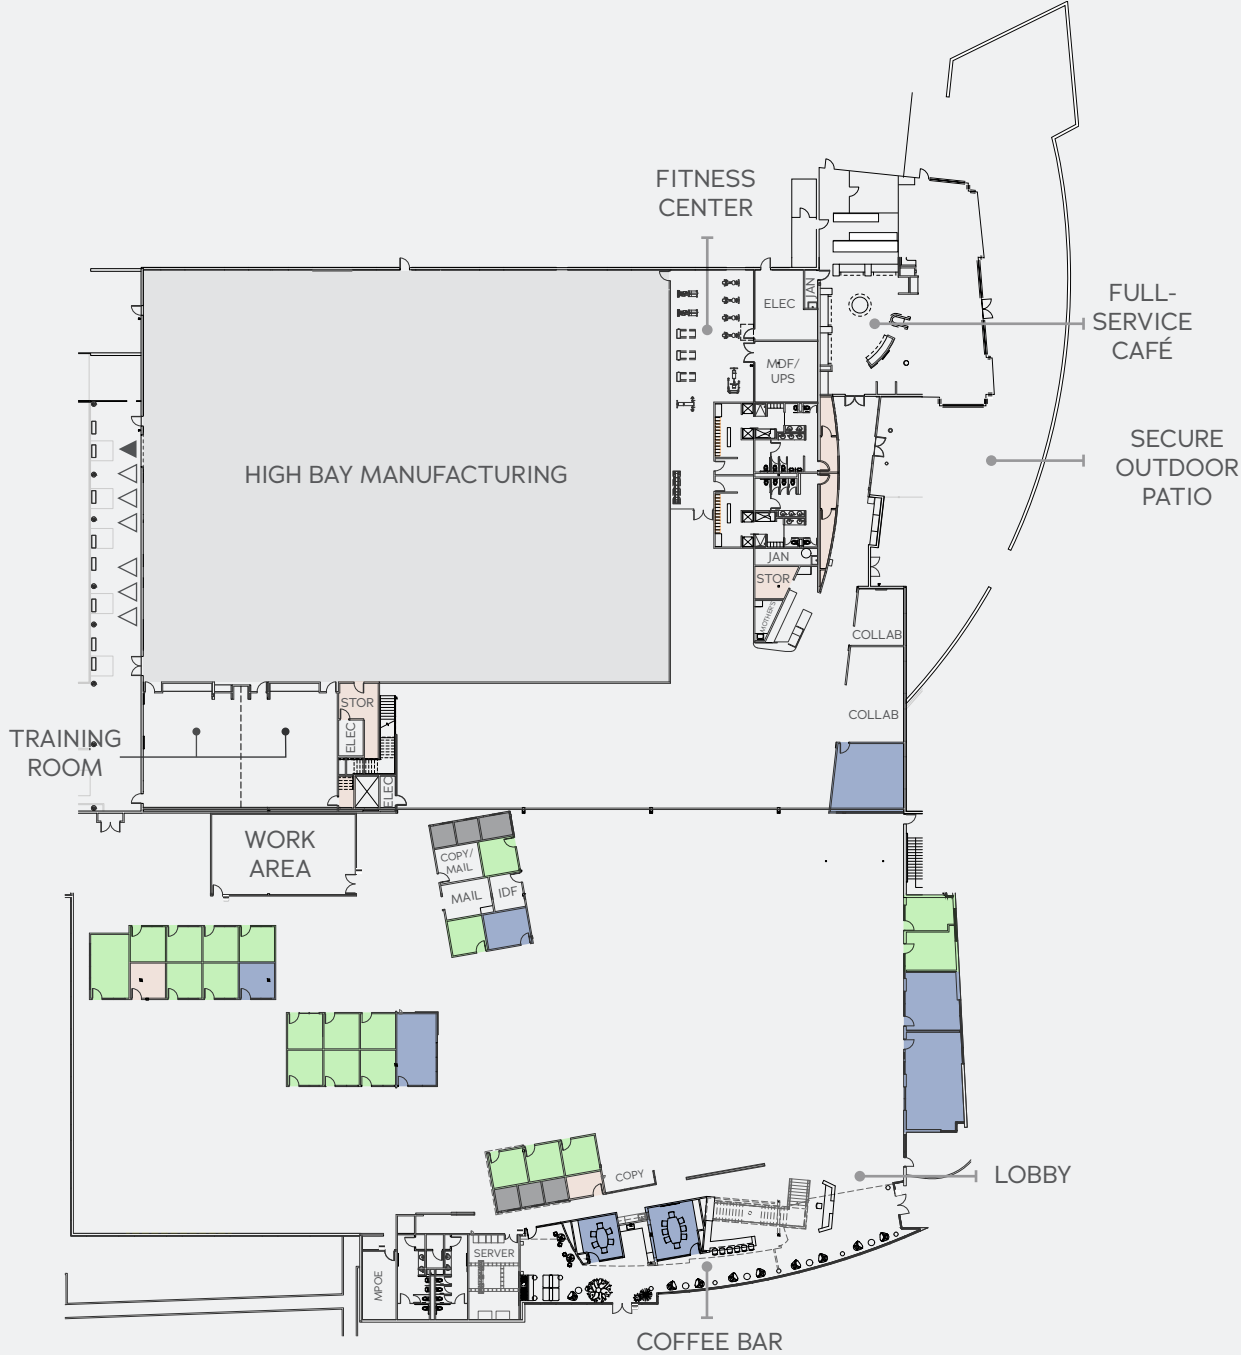 FITNESS
CENTER
JAN
ELEC
FULL-
SERVICE
CAFÉ
MDF/
UPS
SECURE
OUTDOOR
PATIO
HIGH BAY MANUFACTURING
JAN
STOR
MOTHER'S
COLLAB
COLLAB
STOR
ELEC
TRAINING
ROOM
ELEC
WORK
AREA
COPY/
MAIL
MAIL
IDF
COPY
LOBBY
SERVER
MPOE
COFFEE BAR